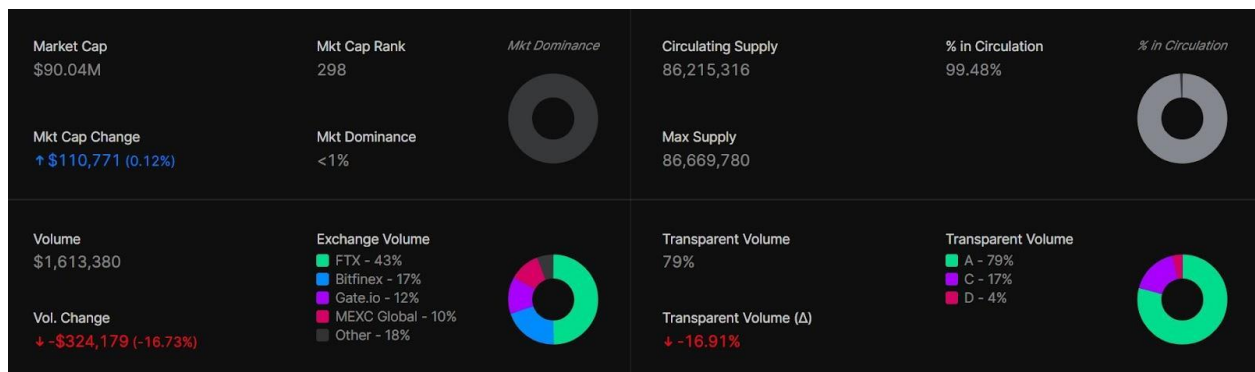 Market Cap
$90.04M
Mkt Cap Change
↑ $110,771 (0.12%)
Mkt Cap Rank
298
Mkt Dominance
<1%
Mkt Dominance
Circulating Supply
86,215,316
Max Supply
86,669,780
% in Circulation
99.48%
% in Circulation
Volume
$1,613,380
Vol. Change
↓ -$324,179 (-16.73%)
Exchange Volume
FTX - 43%
Bitfinex - 17%
Gate.io - 12%
MEXC Global - 10%
Other - 18%
Transparent Volume
79%
Transparent Volume (Δ)
↓ -16.91%
Transparent Volume
A - 79%
C - 17%
D - 4%